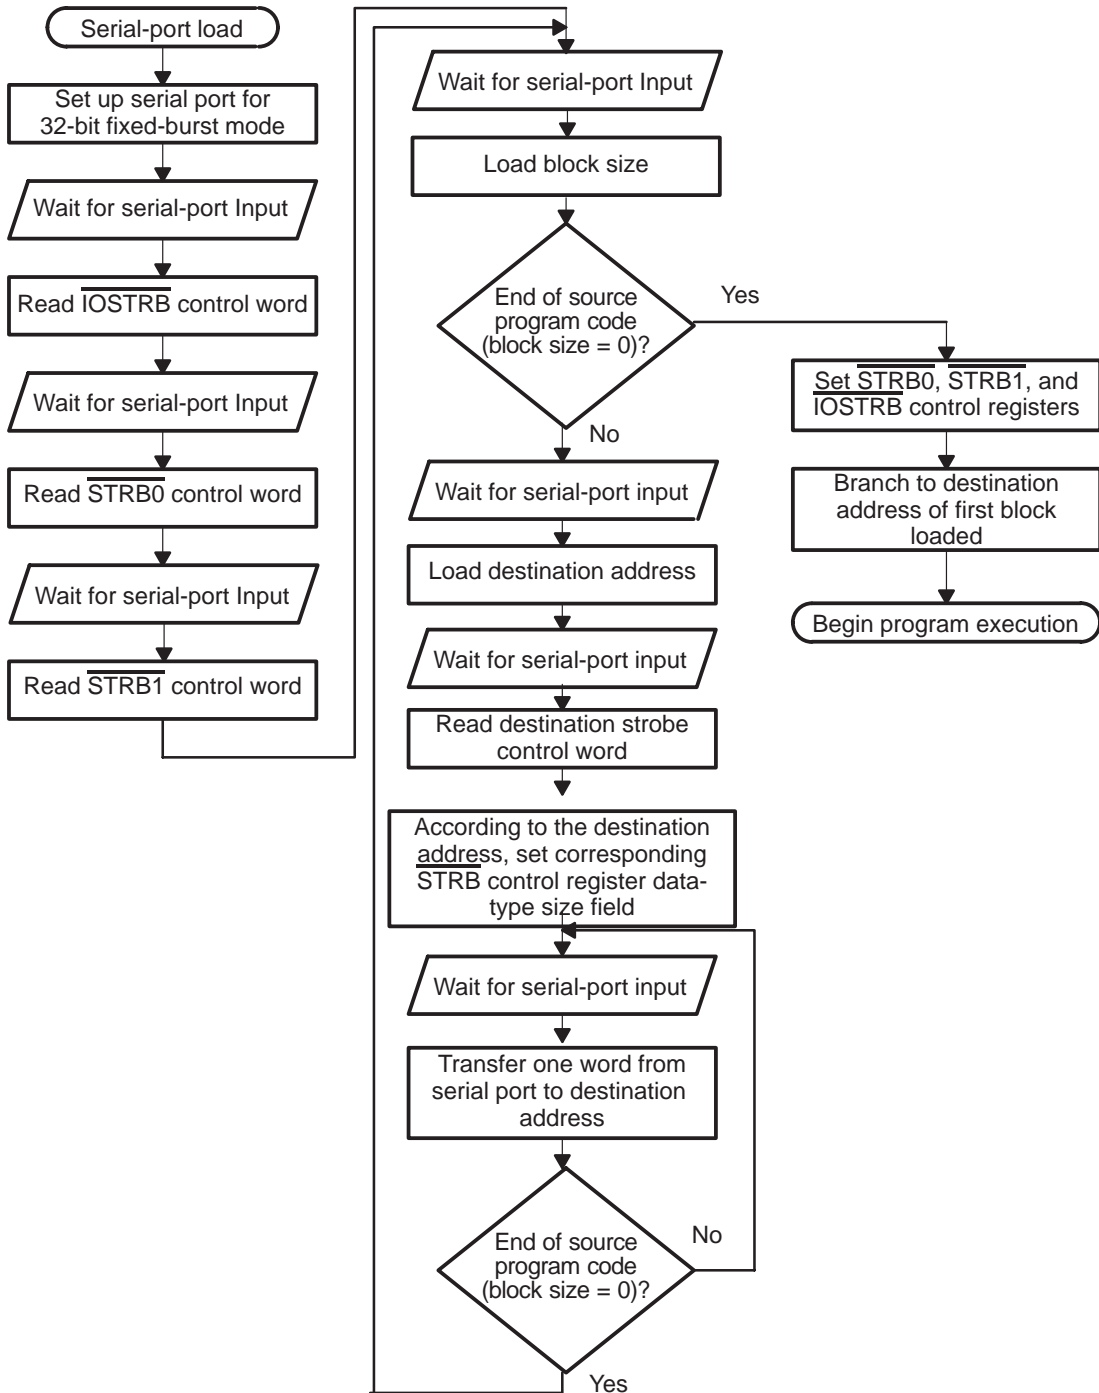 Serial-port load
Set up serial port for
32-bit fixed-burst mode
Wait for serial-port Input
Read IOSTRB control word
Wait for serial-port Input
Read STRB0 control word
Wait for serial-port Input
Read STRB1 control word
Wait for serial-port Input
Load block size
End of source
program code
(block size = 0)?
Yes
No
Set STRB0, STRB1, and
IOSTRB control registers
Branch to destination
address of first block
loaded
Begin program execution
Wait for serial-port input
Load destination address
Wait for serial-port input
Read destination strobe
control word
According to the destination
address, set corresponding
STRB control register data-
type size field
Wait for serial-port input
Transfer one word from
serial port to destination
address
End of source
program code
(block size = 0)?
No
Yes